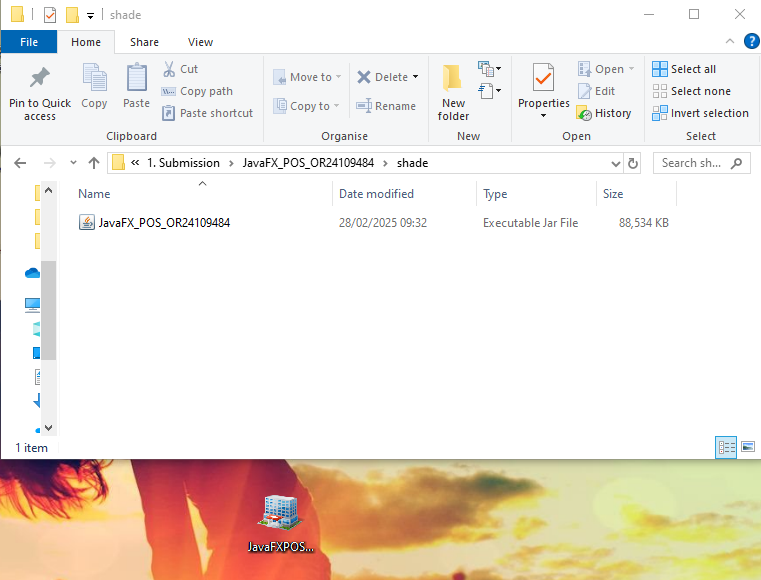 shade
File Home Share View
Pin to Quick access
Copy
Paste
Cut
Copy path
Paste shortcut
Clipboard
Move to
Copy to
Delete
Rename
Organise
New folder
New
Properties
Open
Edit
History
Open
Select all
Select none
Invert selection
Select
« 1. Submission › JavaFX_POS_OR24109484 › shade
Search sh...
Name Date modified Type Size
JavaFX_POS_OR24109484 28/02/2025 09:32 Executable Jar File 88,534 KB
1 item
JavaFXPOS...